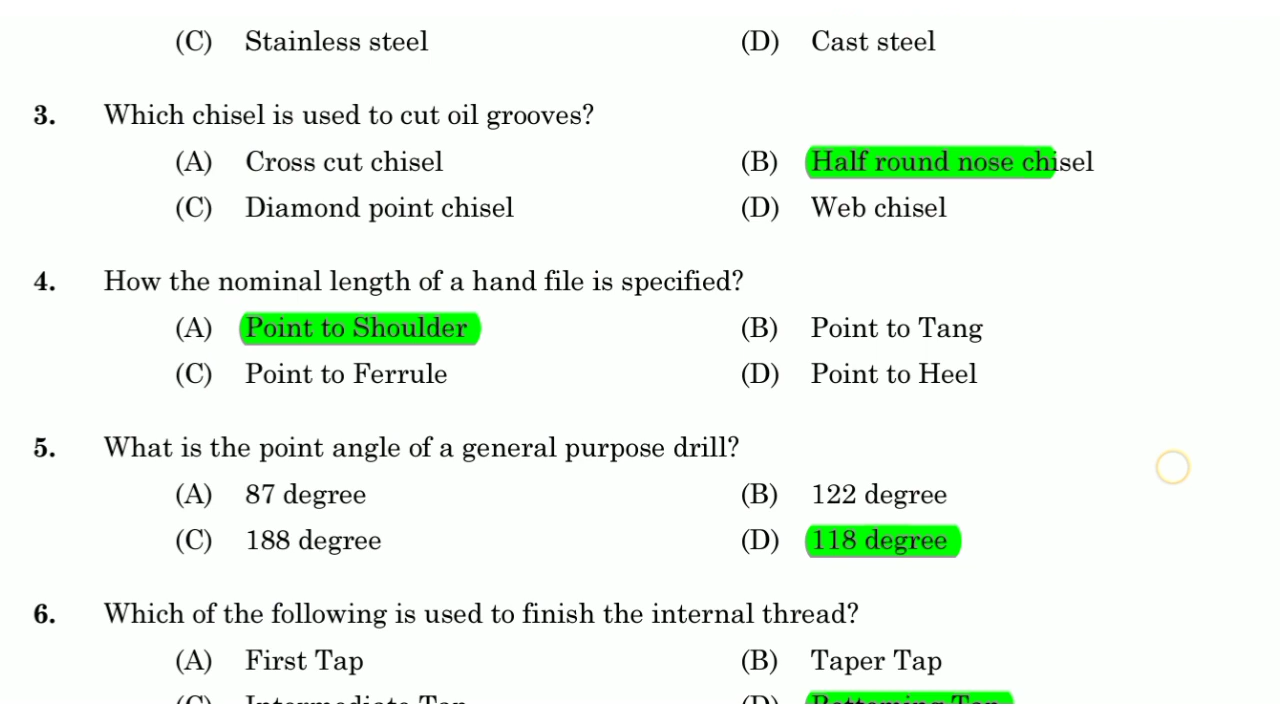 (C) Stainless steel (D) Cast steel
3. Which chisel is used to cut oil grooves?
(A) Cross cut chisel (B) Half round nose chisel
(C) Diamond point chisel (D) Web chisel
4. How the nominal length of a hand file is specified?
(A) Point to Shoulder (B) Point to Tang
(C) Point to Ferrule (D) Point to Heel
5. What is the point angle of a general purpose drill?
(A) 87 degree (B) 122 degree
(C) 188 degree (D) 118 degree
6. Which of the following is used to finish the internal thread?
(A) First Tap (B) Taper Tap
(C) Intermediate Tap (D) Bottoming Tap